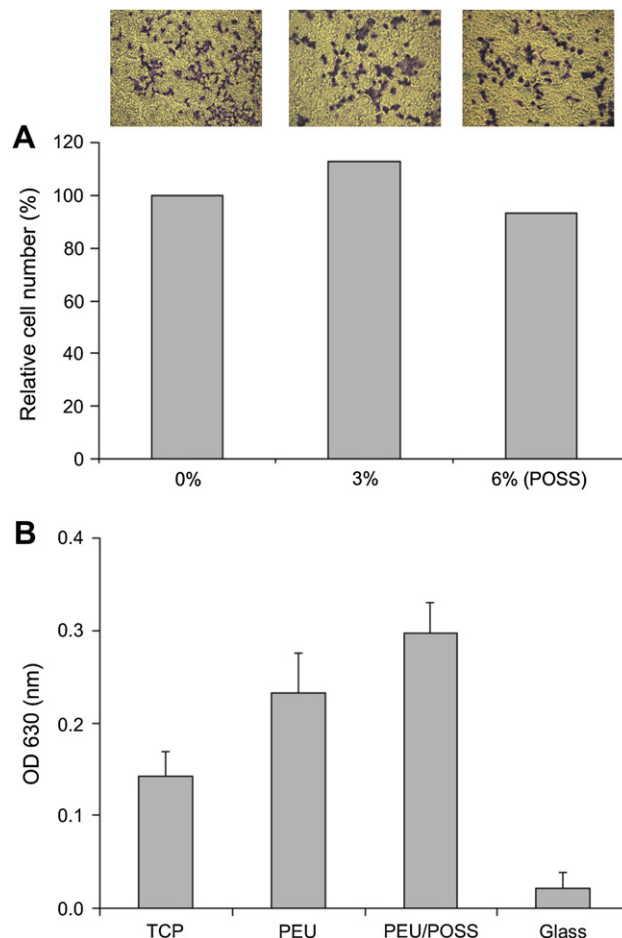 A
Relative cell number (%)
120
100
80
60
40
20
0
0% 3% 6% (POSS)
B
OD 630 (nm)
0.4
0.3
0.2
0.1
0.0
TCP PEU PEU/POSS Glass